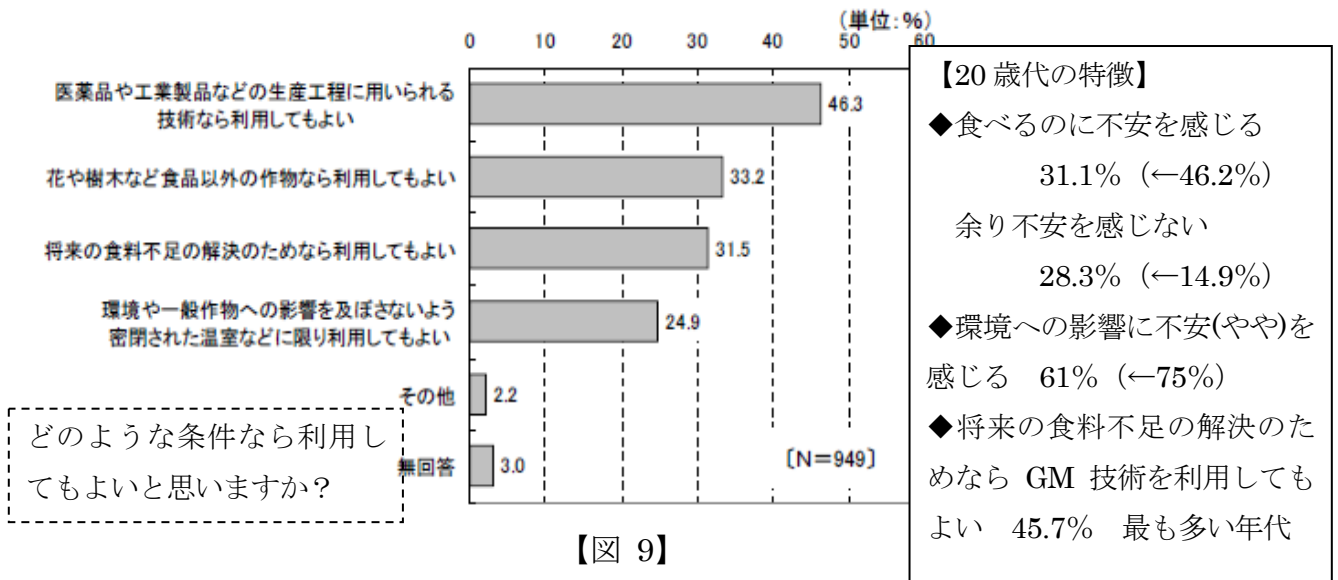 (単位:%)
0 10 20 30 40 50 60
医薬品や工業製品などの生産工程に用いられる
技術なら利用してもよい
46.3
花や樹木など食品以外の作物なら利用してもよい
33.2
将来の食料不足の解決のためなら利用してもよい
31.5
環境や一般作物への影響を及ぼさないよう
密閉された温室などに限り利用してもよい
24.9
その他
2.2
無回答
3.0
〔N=949〕
どのような条件なら利用し
てもよいと思いますか？
【図 9】
【20 歳代の特徴】
◆食べるのに不安を感じる
31.1% (←46.2%)
余り不安を感じない
28.3% (←14.9%)
◆環境への影響に不安(やや)を
感じる 61% (←75%)
◆将来の食料不足の解決のた
めなら GM 技術を利用しても
よい 45.7% 最も多い年代